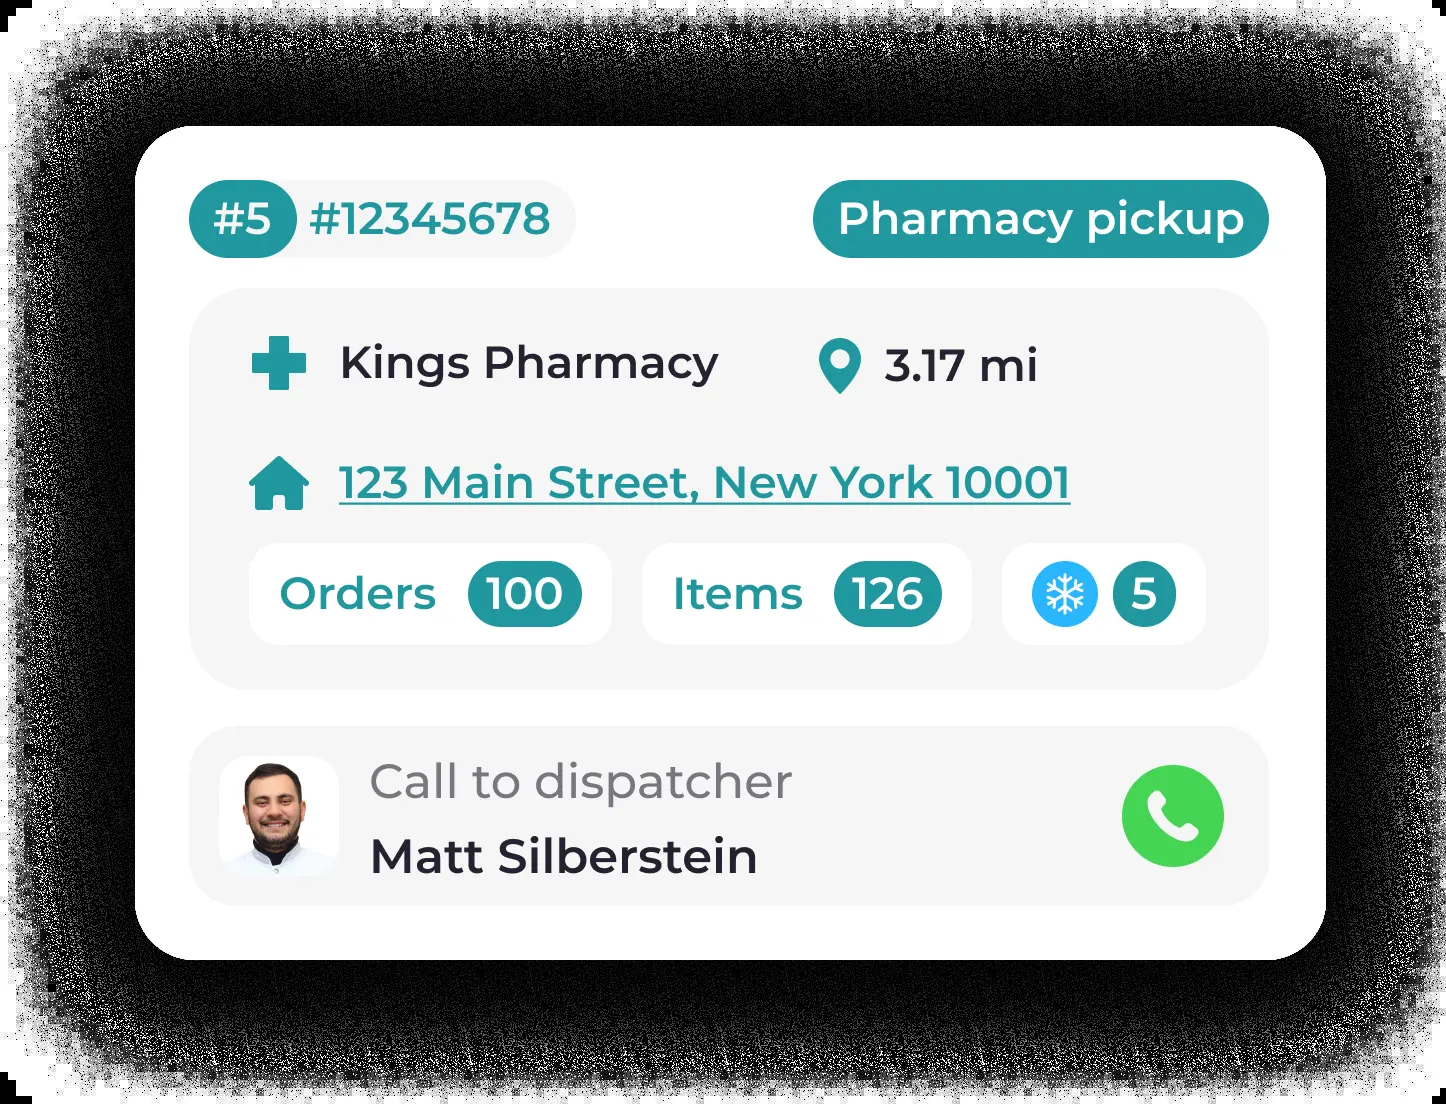 #5 #12345678 Pharmacy pickup
Kings Pharmacy 3.17 mi
123 Main Street, New York 10001
Orders 100 Items 126 5
Call to dispatcher
Matt Silberstein